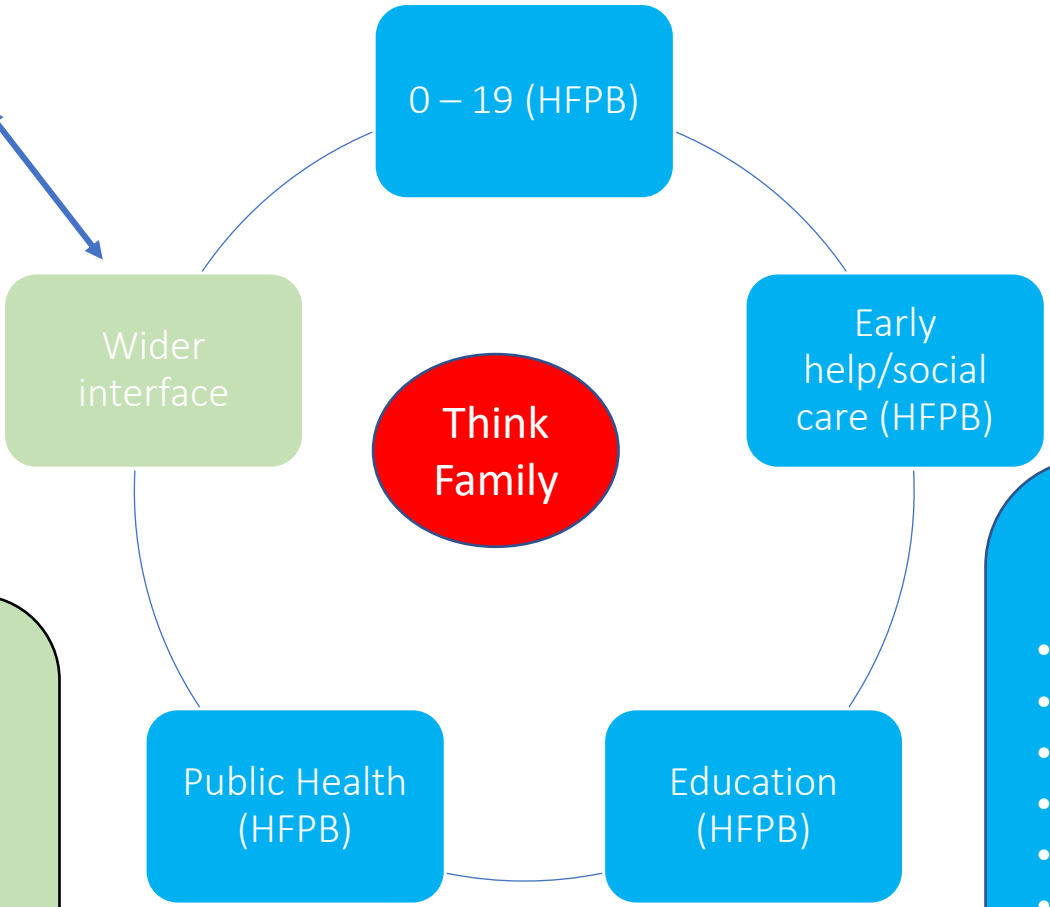 0 – 19 (HFPB)
Early
help/social
care (HFPB)
Wider
interface
Think
Family
Public Health
(HFPB)
Education
(HFPB)